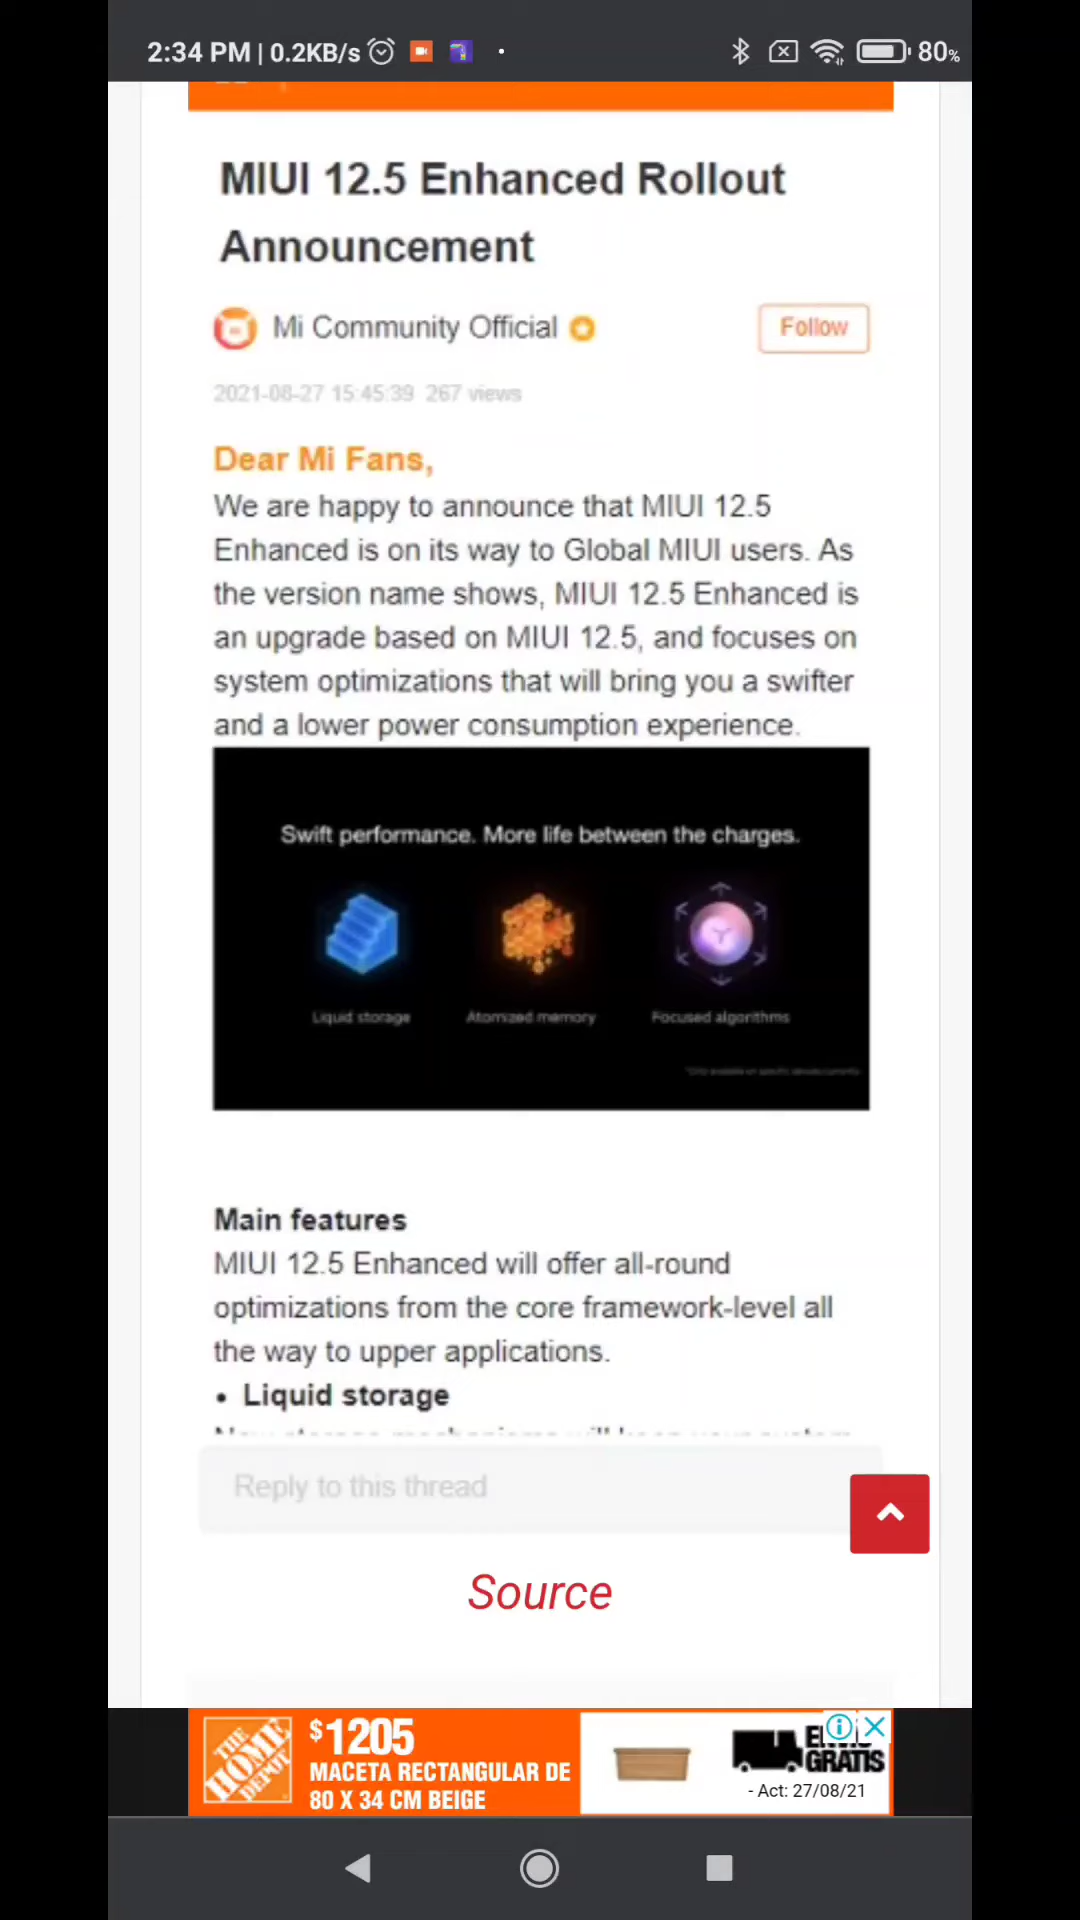 2:34 PM | 0.2KB/s
80%
MIUI 12.5 Enhanced Rollout
Announcement
Mi Community Official
Follow
2021-08-27 15:45:39 267 views
Dear Mi Fans,
We are happy to announce that MIUI 12.5
Enhanced is on its way to Global MIUI users. As
the version name shows, MIUI 12.5 Enhanced is
an upgrade based on MIUI 12.5, and focuses on
system optimizations that will bring you a swifter
and a lower power consumption experience.
Swift performance. More life between the charges.
Liquid storage
Atomized memory
Focused algorithms
Main features
MIUI 12.5 Enhanced will offer all-round
optimizations from the core framework-level all
the way to upper applications.
• Liquid storage
Reply to this thread
Source
THE HOME DEPOT
$1205
MACETA RECTANGULAR DE
80 X 34 CM BEIGE
GRATIS
- Act: 27/08/21